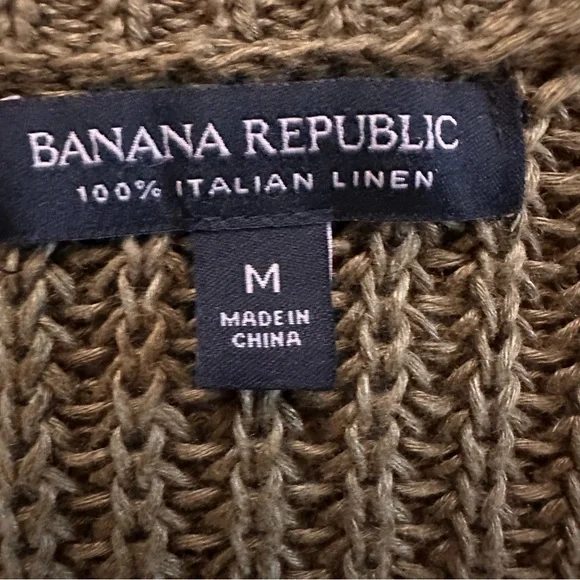 BANANA REPUBLIC
100% ITALIAN LINEN
M
MADE IN
CHINA